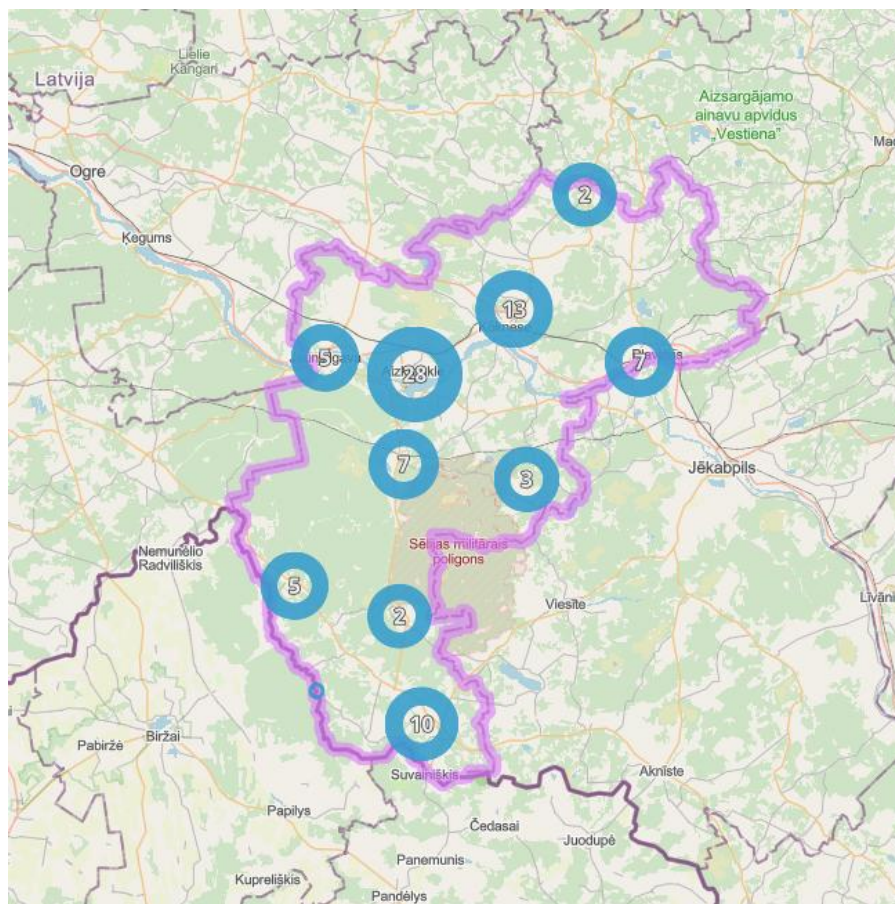 Latvija
Lielie
Kangari
Aizsargājamo
ainavu apvidus
„Vestiena”
Ogre
Ķegums
2
13
5
28
7
7
3
Jēkabpils
Sēlijas militārais
poligons
Nemunėlio
Radviliškis
5
2
Viesīte
10
Biržai
Pabiržė
Suvainiškis
Aknīste
Papilys
Čedasai
Juodupė
Panemunis
Kupreliškis
Pandėlys